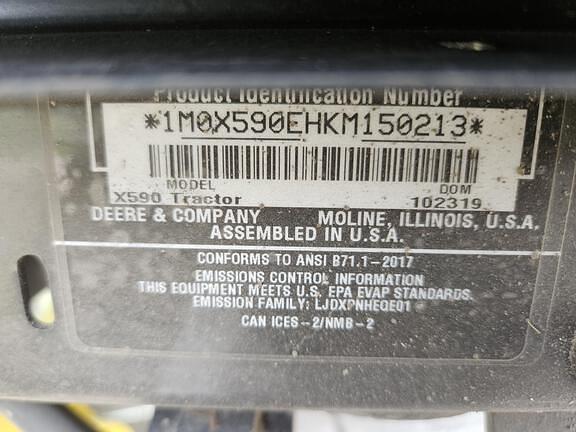 Product Identification Number
*1M0X590EHKM150213*
MODEL DOM
X590 Tractor 102319
DEERE & COMPANY MOLINE, ILLINOIS, U.S.A.
ASSEMBLED IN U.S.A.
CONFORMS TO ANSI B71.1-2017
EMISSIONS CONTROL INFORMATION
THIS EQUIPMENT MEETS U.S. EPA EVAP STANDARDS.
EMISSION FAMILY:
CAN ICES-2/NMB-2